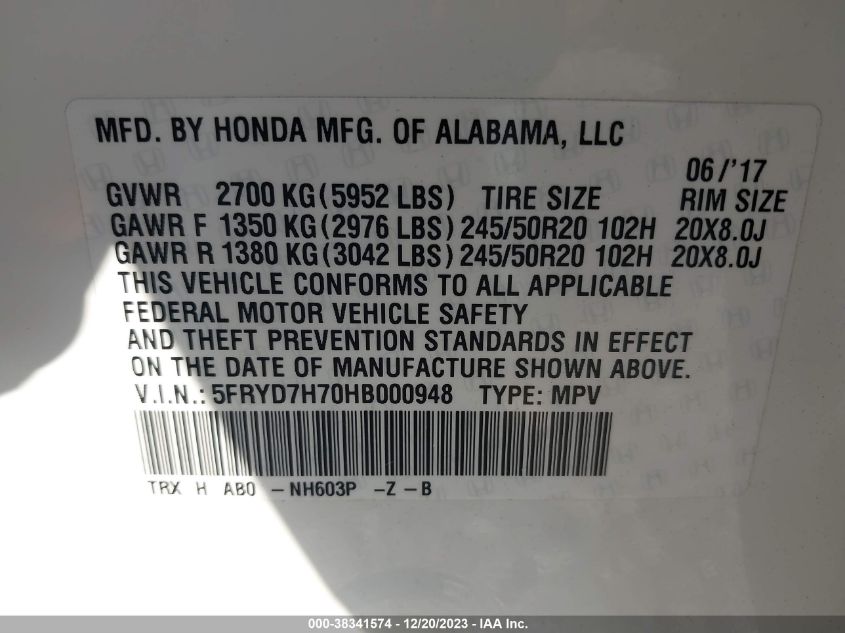 MFD. BY HONDA MFG. OF ALABAMA, LLC
06/'17
GVWR 2700 KG(5952 LBS) TIRE SIZE RIM SIZE
GAWR F 1350 KG(2976 LBS) 245/50R20 102H 20X8.0J
GAWR R 1380 KG(3042 LBS) 245/50R20 102H 20X8.0J
THIS VEHICLE CONFORMS TO ALL APPLICABLE
FEDERAL MOTOR VEHICLE SAFETY
AND THEFT PREVENTION STANDARDS IN EFFECT
ON THE DATE OF MANUFACTURE SHOWN ABOVE.
V.I.N.: 5FRYD7H70HB000948 TYPE: MPV
TRX H AB0 -NH603P -Z-B
000-38341574 - 12/20/2023 - IAA Inc.